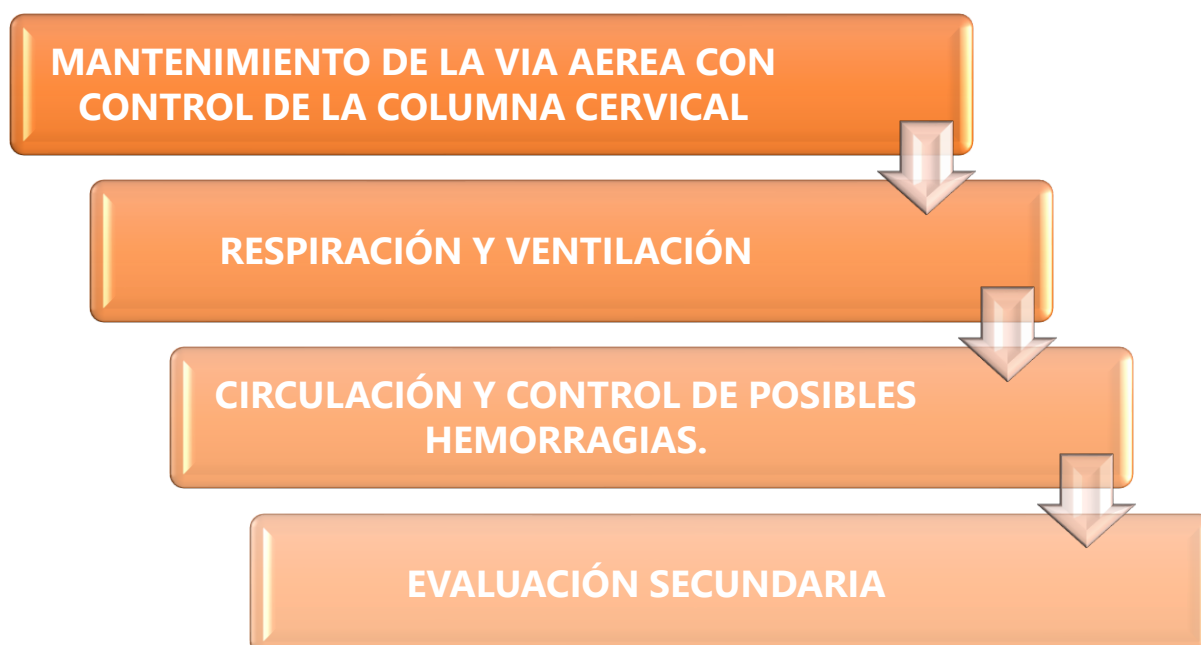 MANTENIMIENTO DE LA VIA AEREA CON
CONTROL DE LA COLUMNA CERVICAL
RESPIRACIÓN Y VENTILACIÓN
CIRCULACIÓN Y CONTROL DE POSIBLES
HEMORRAGIAS.
EVALUACIÓN SECUNDARIA